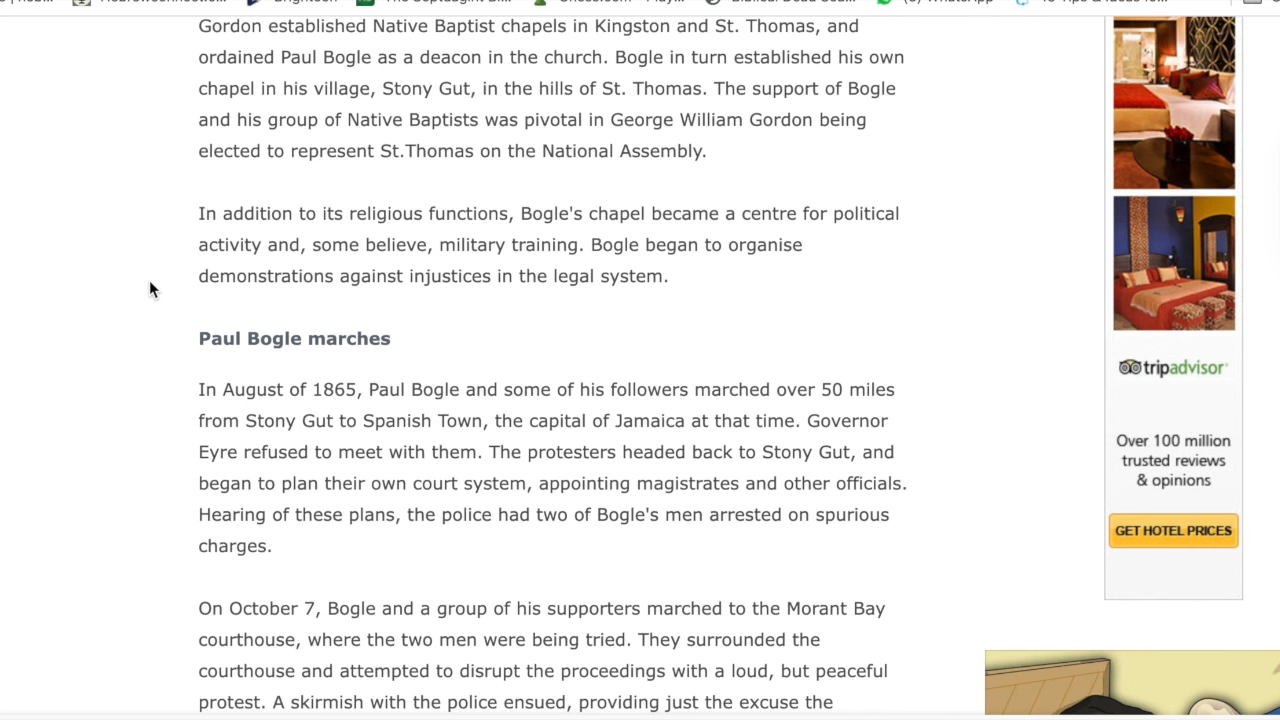 Gordon established Native Baptist chapels in Kingston and St. Thomas, and
ordained Paul Bogle as a deacon in the church. Bogle in turn established his own
chapel in his village, Stony Gut, in the hills of St. Thomas. The support of Bogle
and his group of Native Baptists was pivotal in George William Gordon being
elected to represent St.Thomas on the National Assembly.
In addition to its religious functions, Bogle's chapel became a centre for political
activity and, some believe, military training. Bogle began to organise
demonstrations against injustices in the legal system.
Paul Bogle marches
In August of 1865, Paul Bogle and some of his followers marched over 50 miles
from Stony Gut to Spanish Town, the capital of Jamaica at that time. Governor
Eyre refused to meet with them. The protesters headed back to Stony Gut, and
began to plan their own court system, appointing magistrates and other officials.
Hearing of these plans, the police had two of Bogle's men arrested on spurious
charges.
On October 7, Bogle and a group of his supporters marched to the Morant Bay
courthouse, where the two men were being tried. They surrounded the
courthouse and attempted to disrupt the proceedings with a loud, but peaceful
protest. A skirmish with the police ensued, providing just the excuse the
tripadvisor
Over 100 million
trusted reviews
& opinions
GET HOTEL PRICES